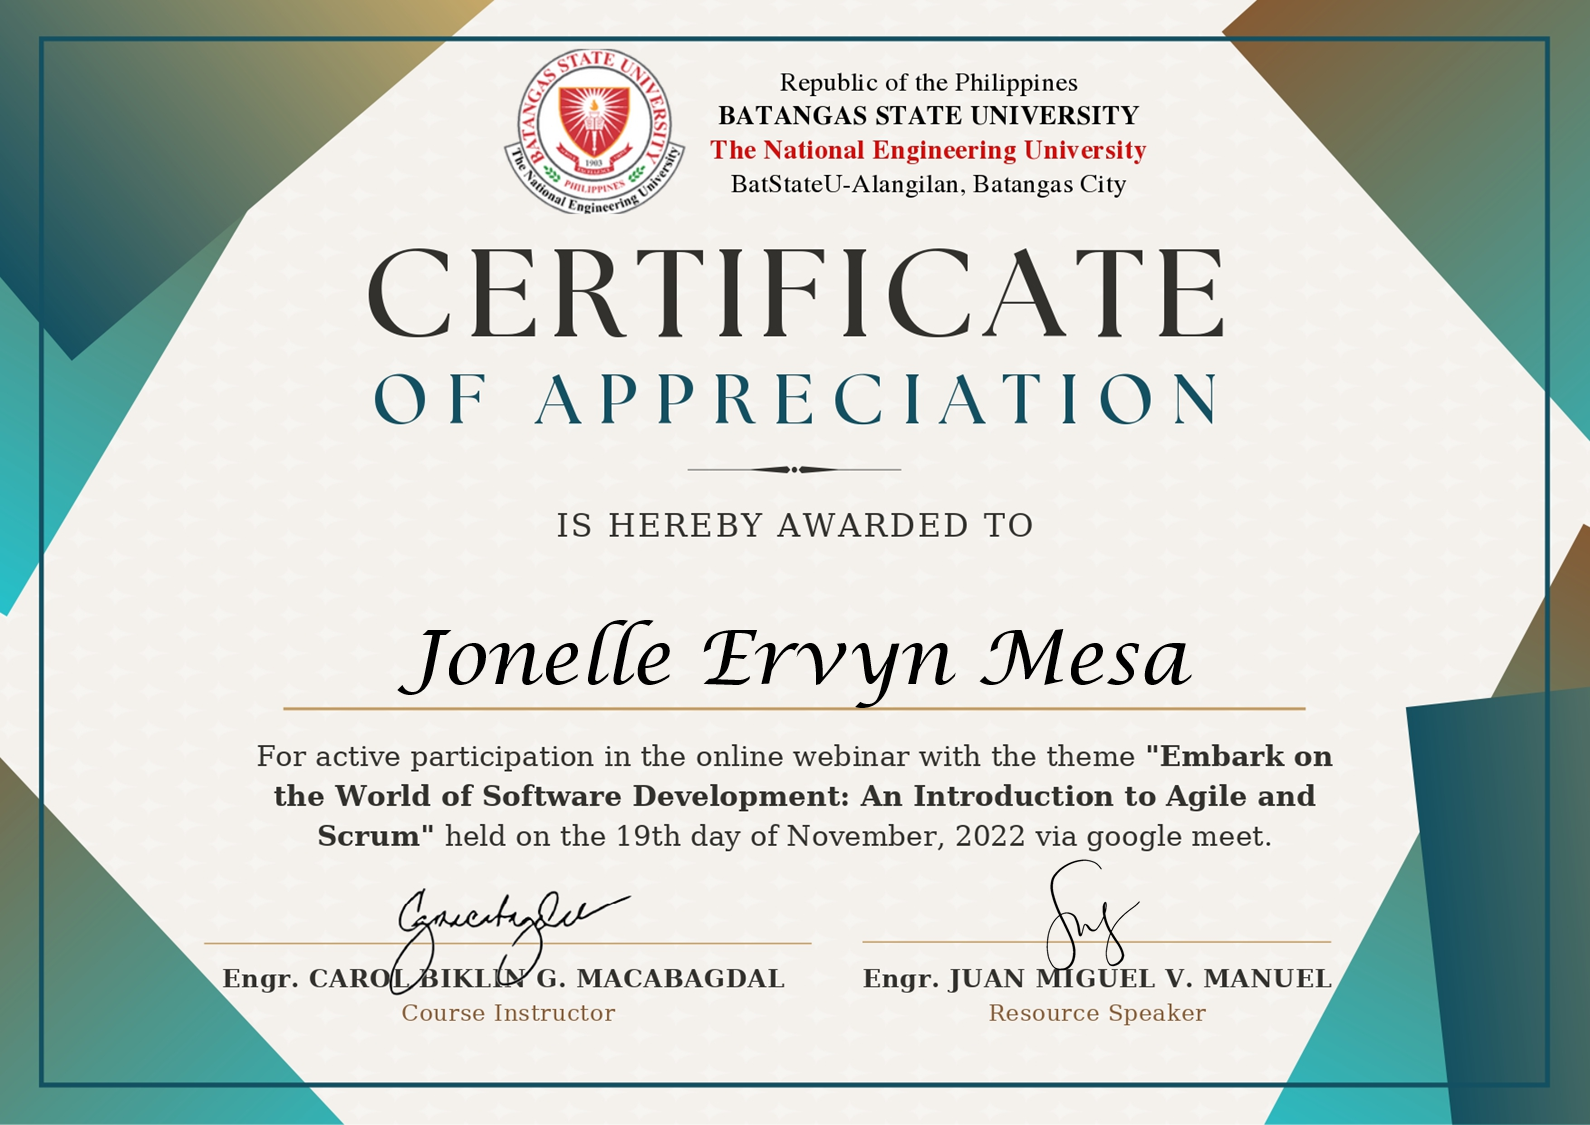 BATANGAS STATE UNIVERSITY
1903
PHILIPPINES
The National Engineering University
Republic of the Philippines
BATANGAS STATE UNIVERSITY
The National Engineering University
BatStateU-Alangilan, Batangas City
CERTIFICATE
OF APPRECIATION
IS HEREBY AWARDED TO
Jonelle Ervyn Mesa
For active participation in the online webinar with the theme "Embark on
the World of Software Development: An Introduction to Agile and
Scrum" held on the 19th day of November, 2022 via google meet.
Engr. CAROL BIKLIN G. MACABAGDAL
Course Instructor
Engr. JUAN MIGUEL V. MANUEL
Resource Speaker